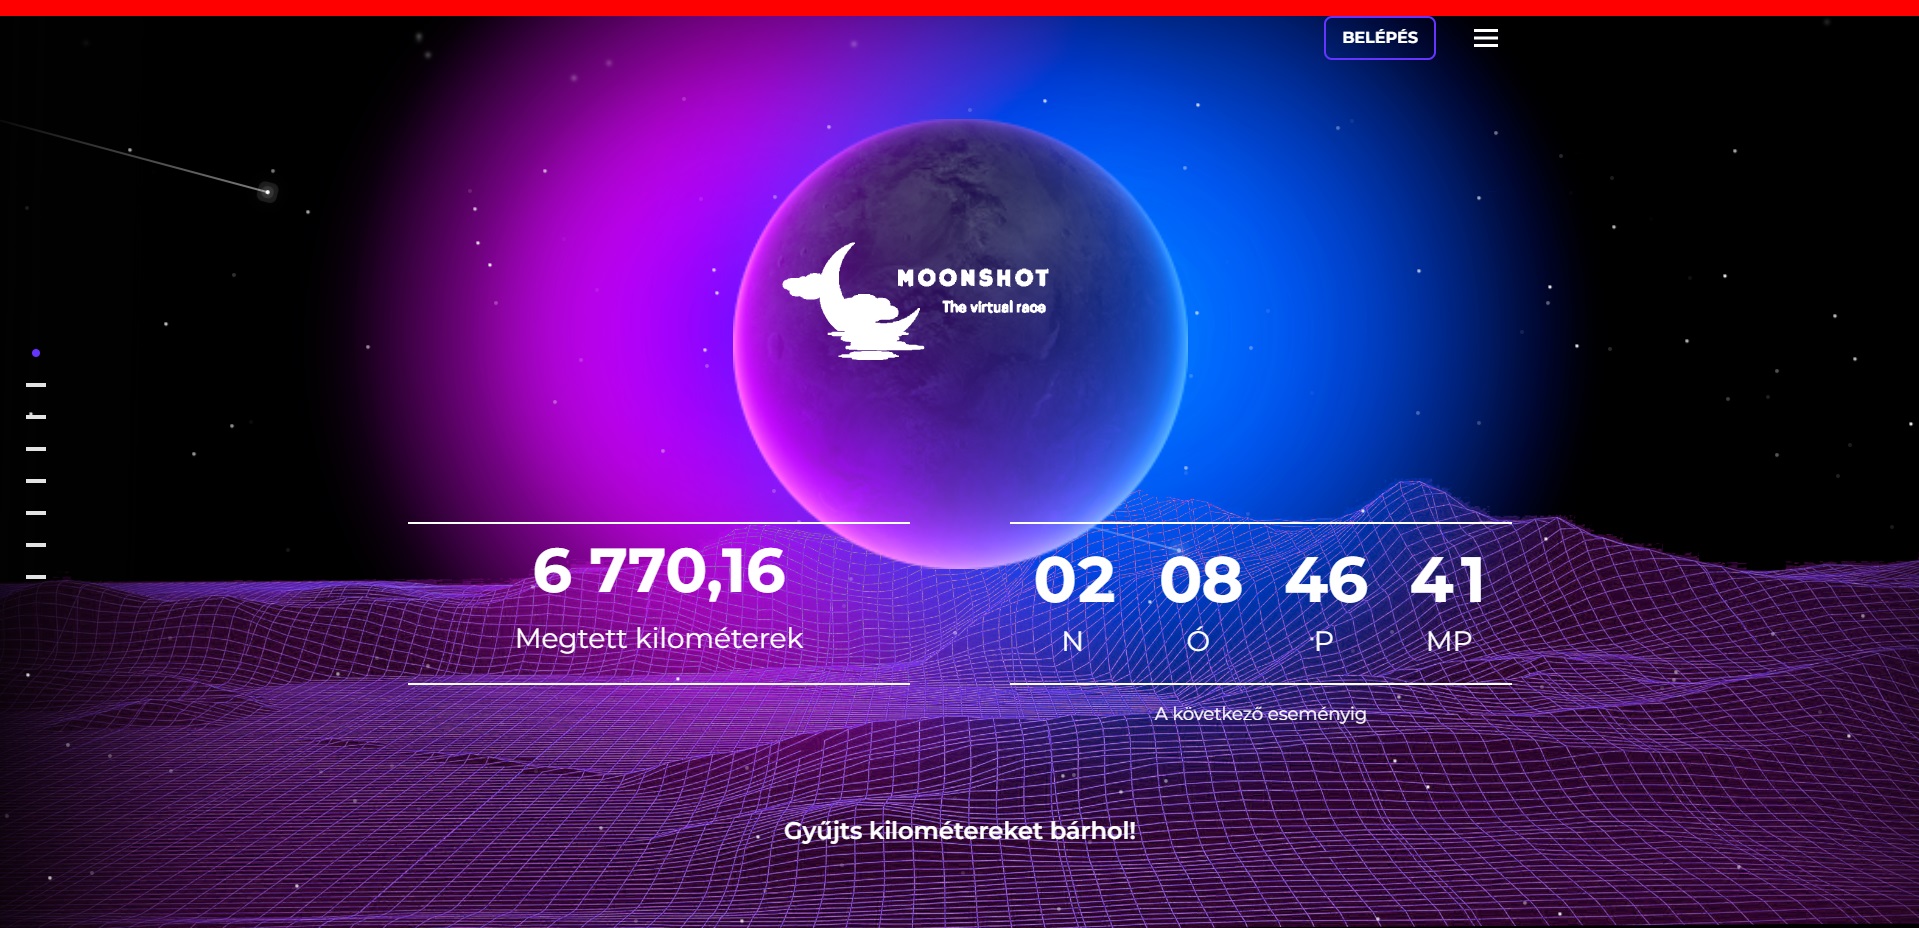 BELÉPÉS
MOONSHOT
The virtual race
6 770,16
Megtett kilométerek
02 08 46 41
N Ó P MP
A következő eseményig
Gyűjts kilométereket bárhol!